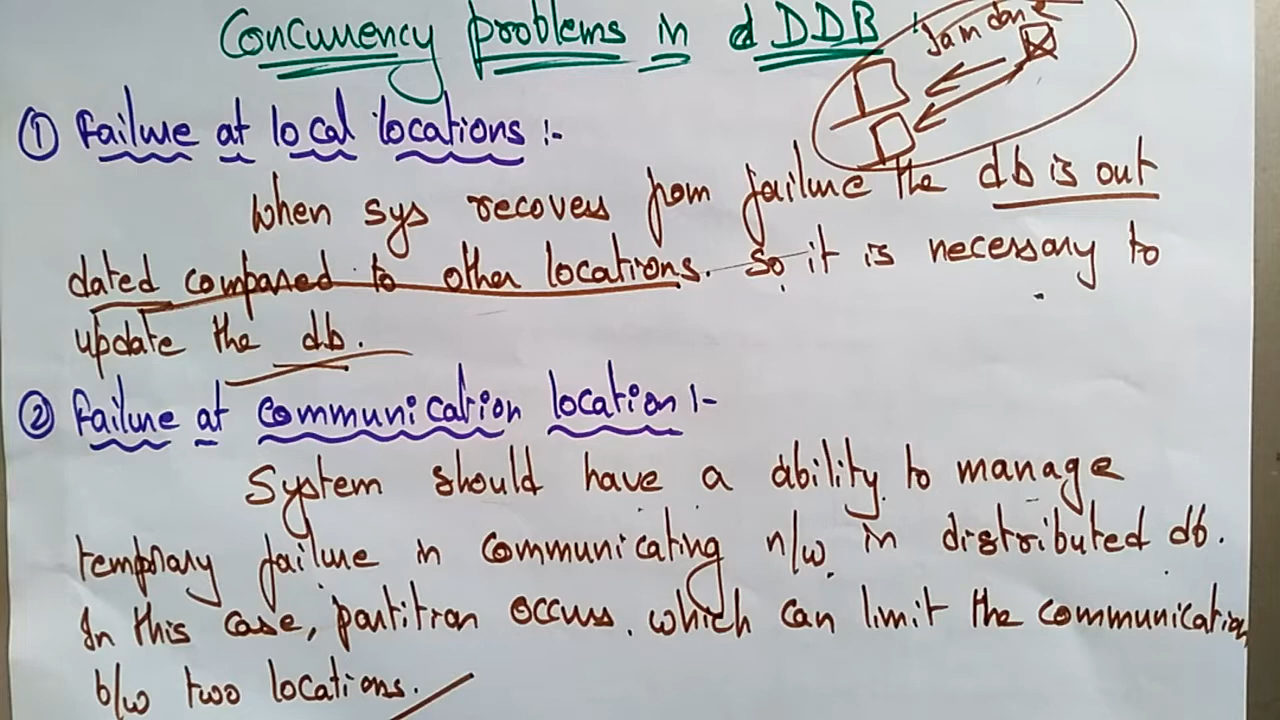 Concurrency problems in d DDB :
I am done
① Failure at local locations :-
When sys recovers from failure the db is out
dated compared to other locations. So it is necessary to
update the db.
② Failure at communication location :-
System should have a ability to manage
temprary failure in communicating n/w in distributed db.
In this case, partition occurs. which can limit the communication
b/w two locations.